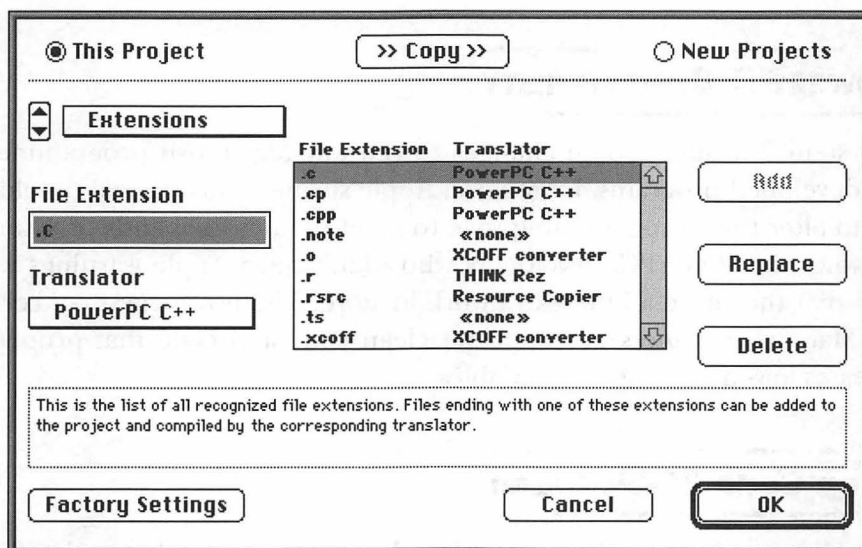 This Project >> Copy >> New Projects
Extensions
File Extension Translator
.c PowerPC C++
.cp PowerPC C++
.cpp PowerPC C++
.note «none»
.o XCOFF converter
.r THINK Rez
.rsrc Resource Copier
.ts «none»
.xcoff XCOFF converter
File Extension
.c
Translator
PowerPC C++
Add
Replace
Delete
This is the list of all recognized file extensions. Files ending with one of these extensions can be added to
the project and compiled by the corresponding translator.
Factory Settings Cancel OK